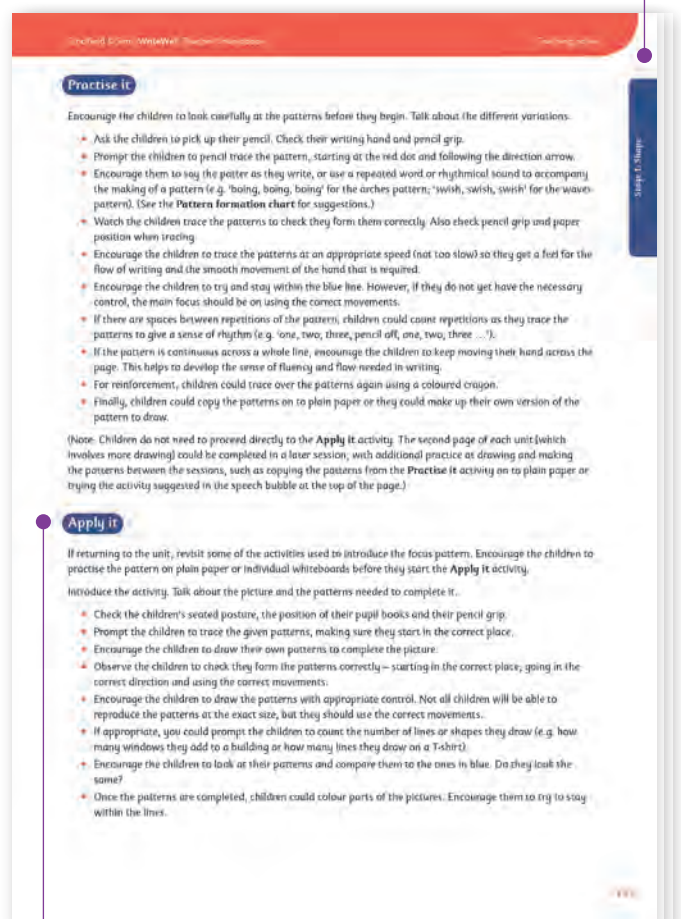 Practise it
Encourage the children to look carefully at the patterns before they begin. Talk about the different variations.
Ask the children to pick up their pencil. Check their writing hand and pencil grip.
Prompt the children to pencil trace the pattern, starting at the red dot and following the direction arrow.
Encourage them to say the patter as they write, or use a repeated word or rhythmical sound to accompany
the making of a pattern (e.g. 'boing, boing, boing' for the arches pattern; 'swish, swish, swish' for the waves
pattern). (See the Pattern formation chart for suggestions.)
Watch the children trace the patterns to check they form them correctly. Also check pencil grip and paper
position when tracing.
Encourage the children to trace the patterns at an appropriate speed (not too slow) so they get a feel for the
flow of writing and the smooth movement of the hand that is required.
Encourage the children to try and stay within the blue line. However, if they do not yet have the necessary
control, the main focus should be on using the correct movements.
If there are spaces between repetitions of the pattern, children could count repetitions as they trace the
patterns to give a sense of rhythm (e.g. 'one, two, three, pencil off, one, two, three …').
If the pattern is continuous across a whole line, encourage the children to keep moving their hand across the
page. This helps to develop the sense of fluency and flow needed in writing.
For reinforcement, children could trace over the patterns again using a coloured crayon.
Finally, children could copy the patterns on to plain paper or they could make up their own version of the
pattern to draw.
(Note: Children do not need to proceed directly to the Apply it activity. The second page of each unit (which
involves more drawing) could be completed in a later session, with additional practice at drawing and making
the patterns between the sessions, such as copying the patterns from the Practise it activity on to plain paper or
trying the activity suggested in the speech bubble at the top of the page.)
Stage 1: Shape
Apply it
If returning to the unit, revisit some of the activities used to introduce the focus pattern. Encourage the children to
practise the pattern on plain paper or individual whiteboards before they start the Apply it activity.
Introduce the activity. Talk about the picture and the patterns needed to complete it.
Check the children's seated posture, the position of their pupil books and their pencil grip.
Prompt the children to trace the given patterns, making sure they start in the correct place.
Encourage the children to draw their own patterns to complete the picture.
Observe the children to check they form the patterns correctly – starting in the correct place, going in the
correct direction and using the correct movements.
Encourage the children to draw the patterns with appropriate control. Not all children will be able to
reproduce the patterns at the exact size, but they should use the correct movements.
If appropriate, you could prompt the children to count the number of lines or shapes they draw (e.g. how
many windows they add to a building or how many lines they draw on a T-shirt).
Encourage the children to look at their patterns and compare them to the ones in blue. Do they look the
same?
Once the patterns are completed, children could colour parts of the pictures. Encourage them to try to stay
within the lines.